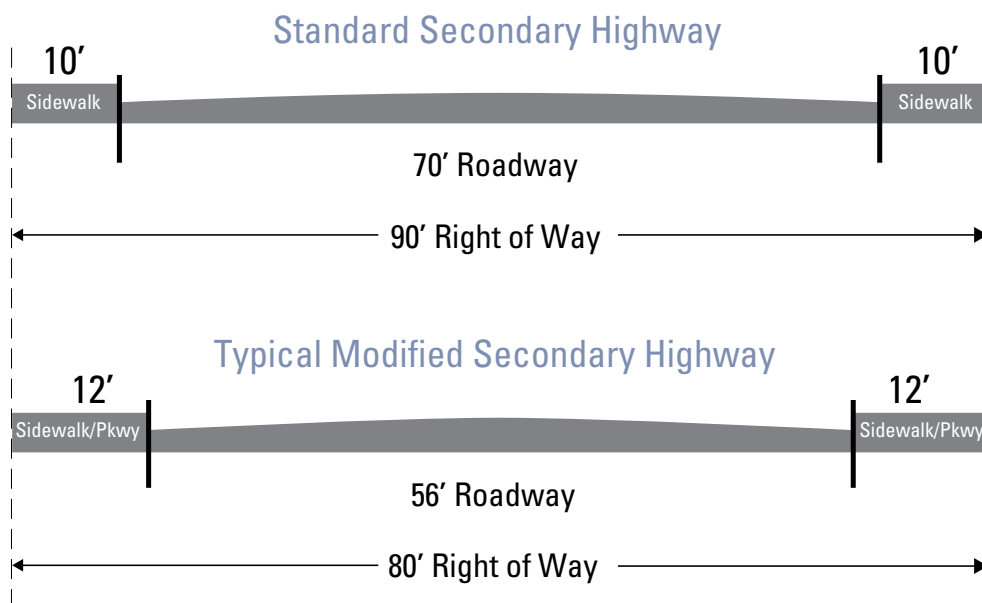 Standard Secondary Highway
10’ 10’
Sidewalk Sidewalk
70’ Roadway
90’ Right of Way
Typical Modified Secondary Highway
12’ 12’
Sidewalk/Pkwy Sidewalk/Pkwy
56’ Roadway
80’ Right of Way